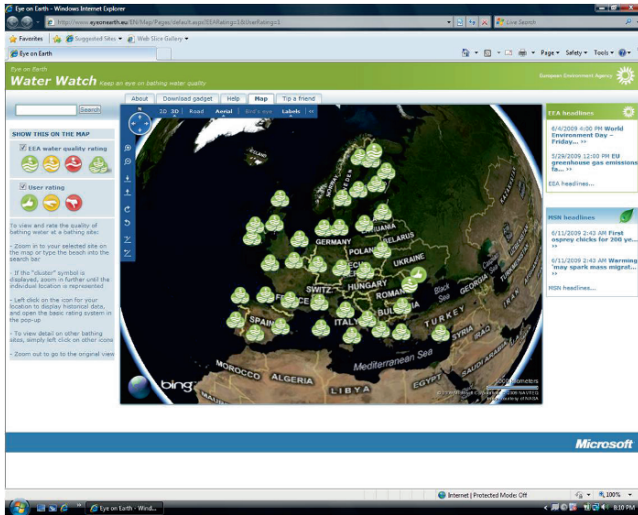 Eye on Earth - Windows Internet Explorer
http://www.eyeonearth.eu/EN/Map/Pages/default.aspx?EEARating=1&UserRating=1
Live Search
Favorites
Suggested Sites
Web Slice Gallery
Eye on Earth
Page
Safety
Tools
Eye on Earth
Water Watch Keep an eye on bathing water quality
European Environment Agency
About
Download gadget
Help
Map
Tip a friend
Search
2D 3D Road Aerial Bird's eye Labels
SHOW THIS ON THE MAP
EEA water quality rating
User rating
To view and rate the quality of
bathing water at a bathing site:
- Zoom in to your selected site on
the map or type the beach into the
search bar
- If the "cluster" symbol is
displayed, zoom in further until the
individual location is represented
- Left click on the icon for your
location to display historical data,
and open the basic rating system in
the pop-up
- To view detail on other bathing
sites, simply left click on other icons
- Zoom out to go to the original view
ICELAND
NORWAY
GERMANY
POLAND
BELARUS
UKRAINE
SWITZ
HUNGARY
ROMAN
ITALY
SPAIN
Black
Sea
TURKEY
SYRIA
IRAQ
Mediterranean Sea
MOROCCO
ALGERIA
LIBYA
EGYPT
bing
EEA headlines
6/4/2009 4:00 PM World
Environment Day -
Friday... ››
5/29/2009 12:00 PM EU
greenhouse gas emissions
fa... ››
EEA headlines...
MSN headlines
6/11/2009 2:43 AM First
osprey chicks for 200 ye...
››
6/11/2009 2:43 AM Warming
'may spark mass migrat...
››
MSN headlines...
Microsoft
Internet | Protected Mode: Off
100%
Eye on Earth - Wind...
8:10 PM